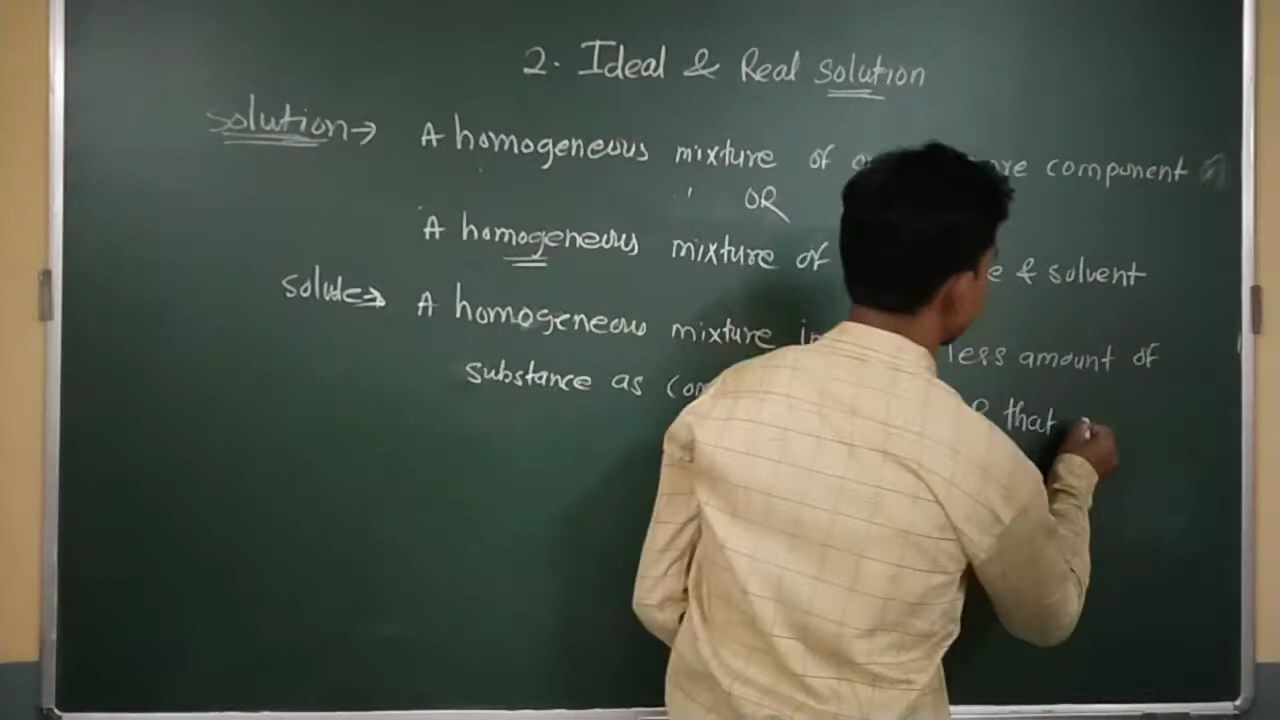 2. Ideal & Real solution
solution→ A homogeneous mixture of component
OR
A homogeneous mixture of & solvent
solute→ A homogeneous mixture less amount of
substance as that